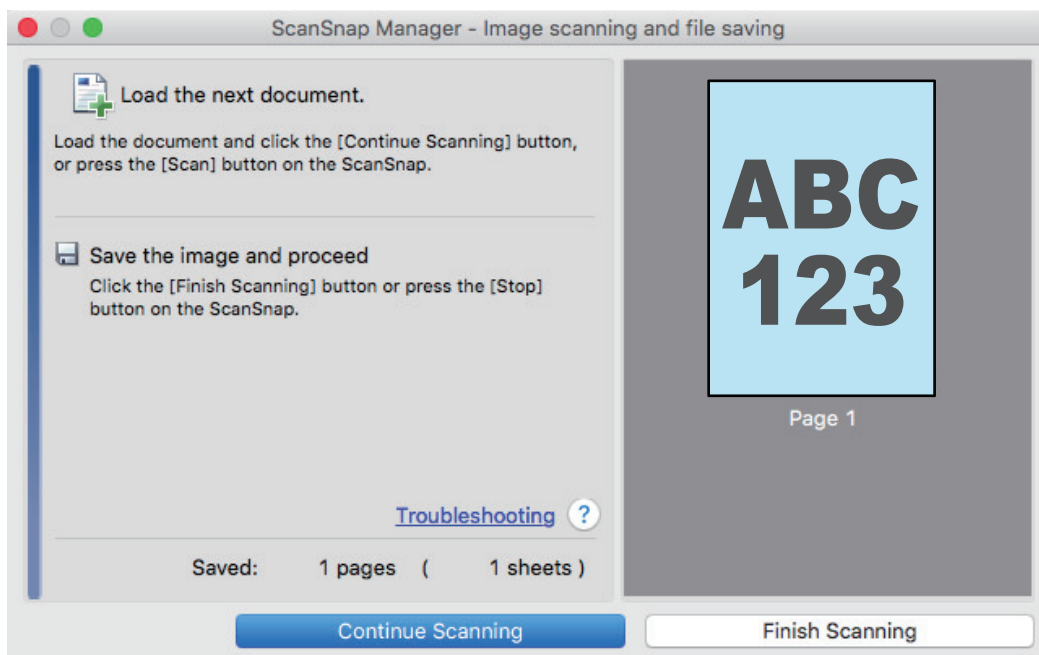 ScanSnap Manager - Image scanning and file saving
Load the next document.
Load the document and click the [Continue Scanning] button,
or press the [Scan] button on the ScanSnap.
Save the image and proceed
Click the [Finish Scanning] button or press the [Stop]
button on the ScanSnap.
Troubleshooting ?
Saved: 1 pages ( 1 sheets )
ABC
123
Page 1
Continue Scanning
Finish Scanning